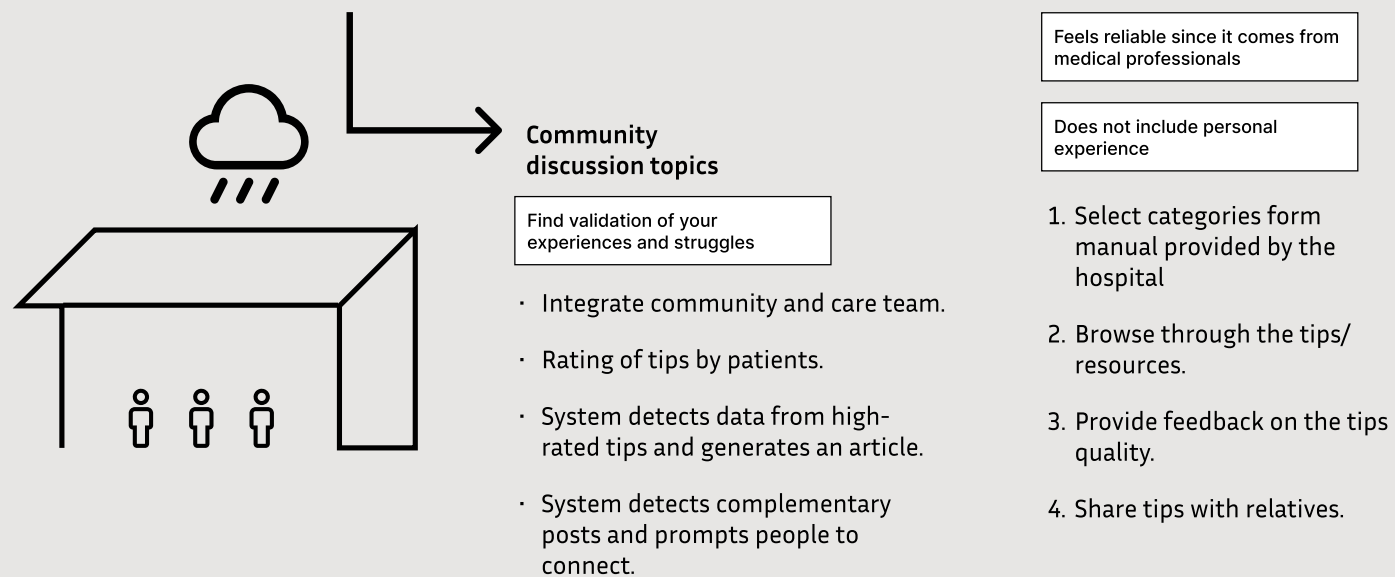 Community
discussion topics
Find validation of your
experiences and struggles
· Integrate community and care team.
· Rating of tips by patients.
· System detects data from high-
rated tips and generates an article.
· System detects complementary
posts and prompts people to
connect.
Feels reliable since it comes from
medical professionals
Does not include personal
experience
1. Select categories form
manual provided by the
hospital
2. Browse through the tips/
resources.
3. Provide feedback on the tips
quality.
4. Share tips with relatives.